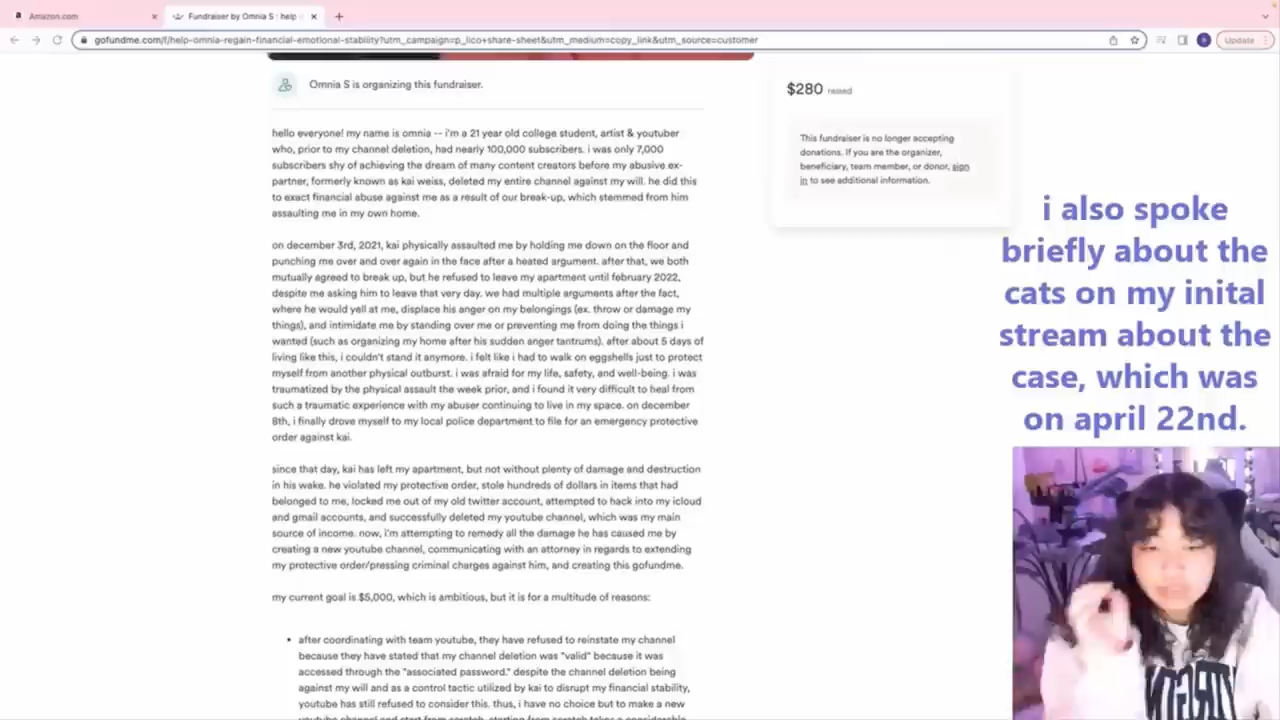 Amazon.com
Fundraiser by Omnia S : help
gofundme.com/f/help-omnia-regain-financial-emotional-stability?utm_campaign=p_lico+share-sheet&utm_medium=copy_link&utm_source=customer
Update
Omnia S is organizing this fundraiser.
hello everyone! my name is omnia -- i'm a 21 year old college student, artist & youtuber
who, prior to my channel deletion, had nearly 100,000 subscribers. i was only 7,000
subscribers shy of achieving the dream of many content creators before my abusive ex-
partner, formerly known as kai weiss, deleted my entire channel against my will. he did this
to exact financial abuse against me as a result of our break-up, which stemmed from him
assaulting me in my own home.
on december 3rd, 2021, kai physically assaulted me by holding me down on the floor and
punching me over and over again in the face after a heated argument. after that, we both
mutually agreed to break up, but he refused to leave my apartment until february 2022,
despite me asking him to leave that very day. we had multiple arguments after the fact,
where he would yell at me, displace his anger on my belongings (ex. throw or damage my
things), and intimidate me by standing over me or preventing me from doing the things i
wanted (such as organizing my home after his sudden anger tantrums). after about 5 days of
living like this, i couldn't stand it anymore. i felt like i had to walk on eggshells just to protect
myself from another physical outburst. i was afraid for my life, safety, and well-being. i was
traumatized by the physical assault the week prior, and i found it very difficult to heal from
such a traumatic experience with my abuser continuing to live in my space. on december
8th, i finally drove myself to my local police department to file for an emergency protective
order against kai.
since that day, kai has left my apartment, but not without plenty of damage and destruction
in his wake. he violated my protective order, stole hundreds of dollars in items that had
belonged to me, locked me out of my old twitter account, attempted to hack into my icloud
and gmail accounts, and successfully deleted my youtube channel, which was my main
source of income. now, i'm attempting to remedy all the damage he has caused me by
creating a new youtube channel, communicating with an attorney in regards to extending
my protective order/pressing criminal charges against him, and creating this gofundme.
my current goal is $5,000, which is ambitious, but it is for a multitude of reasons:
• after coordinating with team youtube, they have refused to reinstate my channel
because they have stated that my channel deletion was "valid" because it was
accessed through the "associated password." despite the channel deletion being
against my will and as a control tactic utilized by kai to disrupt my financial stability,
youtube has still refused to consider this. thus, i have no choice but to make a new
youtube channel and start from scratch. starting from scratch takes a considerable
$280 raised
This fundraiser is no longer accepting
donations. If you are the organizer,
beneficiary, team member, or donor, sign
in to see additional information.
i also spoke
briefly about the
cats on my inital
stream about the
case, which was
on april 22nd.